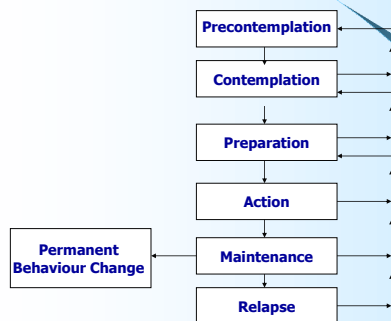 Precontemplation
Contemplation
Preparation
Action
Permanent
Behaviour Change
Maintenance
Relapse